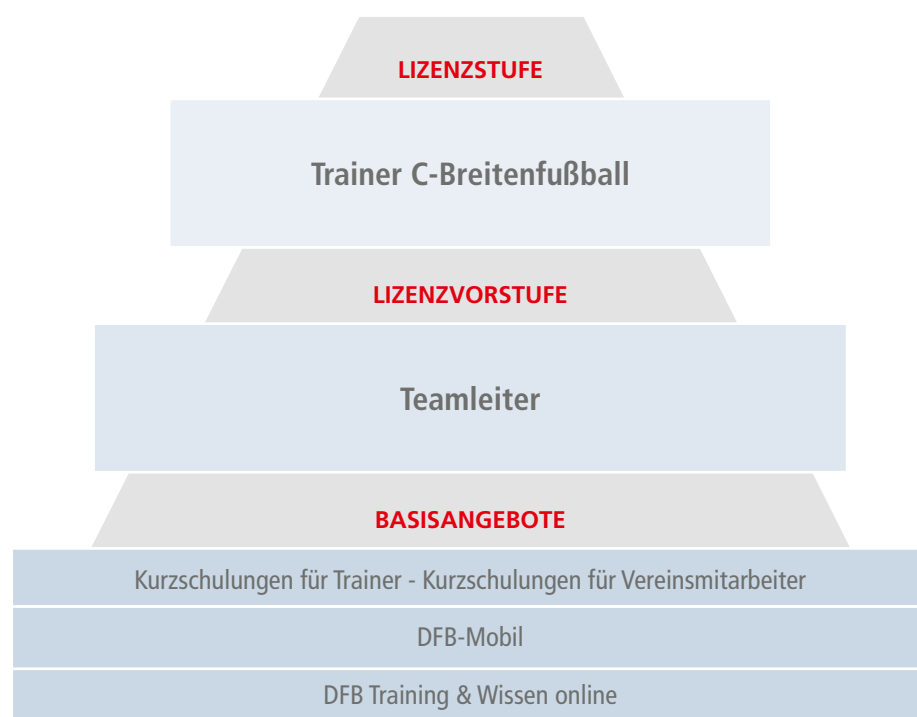 LIZENZSTUFE
Trainer C-Breitenfußball
LIZENZVORSTUFE
Teamleiter
BASISANGEBOTE
Kurzschulungen für Trainer - Kurzschulungen für Vereinsmitarbeiter
DFB-Mobil
DFB Training & Wissen online